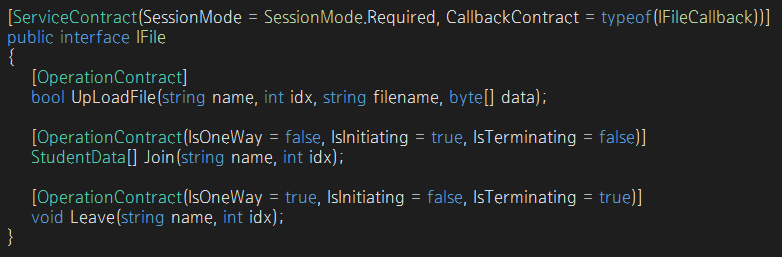 [ServiceContract(SessionMode = SessionMode.Required, CallbackContract = typeof(IFileCallback))]
public interface IFile
{
[OperationContract]
bool UpLoadFile(string name, int idx, string filename, byte[] data);
[OperationContract(IsOneWay = false, IsInitiating = true, IsTerminating = false)]
StudentData[] Join(string name, int idx);
[OperationContract(IsOneWay = true, IsInitiating = false, IsTerminating = true)]
void Leave(string name, int idx);
}